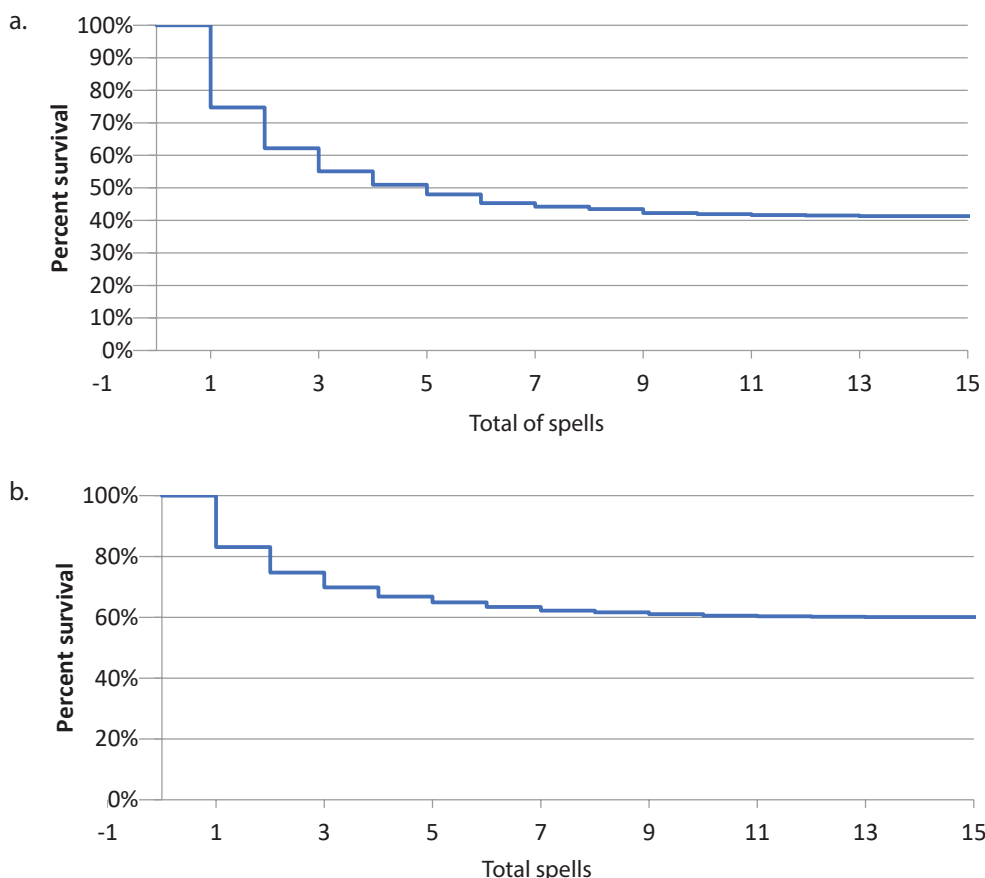 a.
100%
90%
80%
70%
60%
50%
40%
30%
20%
10%
0%
Percent survival
-1 1 3 5 7 9 11 13 15
Total of spells
b.
100%
80%
60%
40%
20%
0%
Percent survival
-1 1 3 5 7 9 11 13 15
Total spells